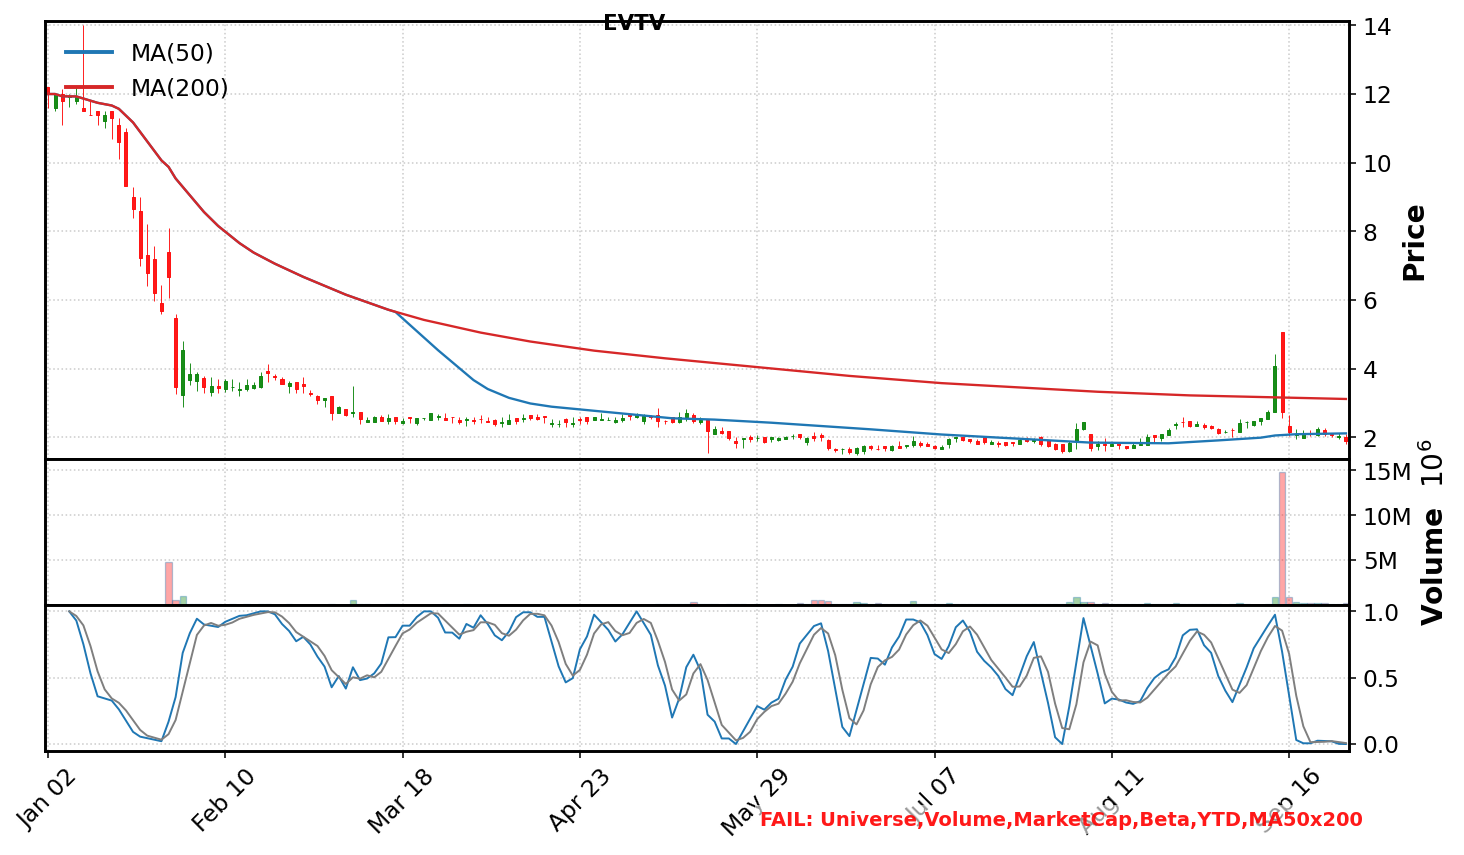 EVTV
MA(50)
MA(200)
14
12
10
8
6
4
2
Price
15M
10M
5M
Volume 10^6
1.0
0.5
0.0
Jan 02
Feb 10
Mar 18
Apr 23
May 29
Jul 07
Aug 11
Sep 16
FAIL: Universe,Volume,MarketCap,Beta,YTD,MA50x200